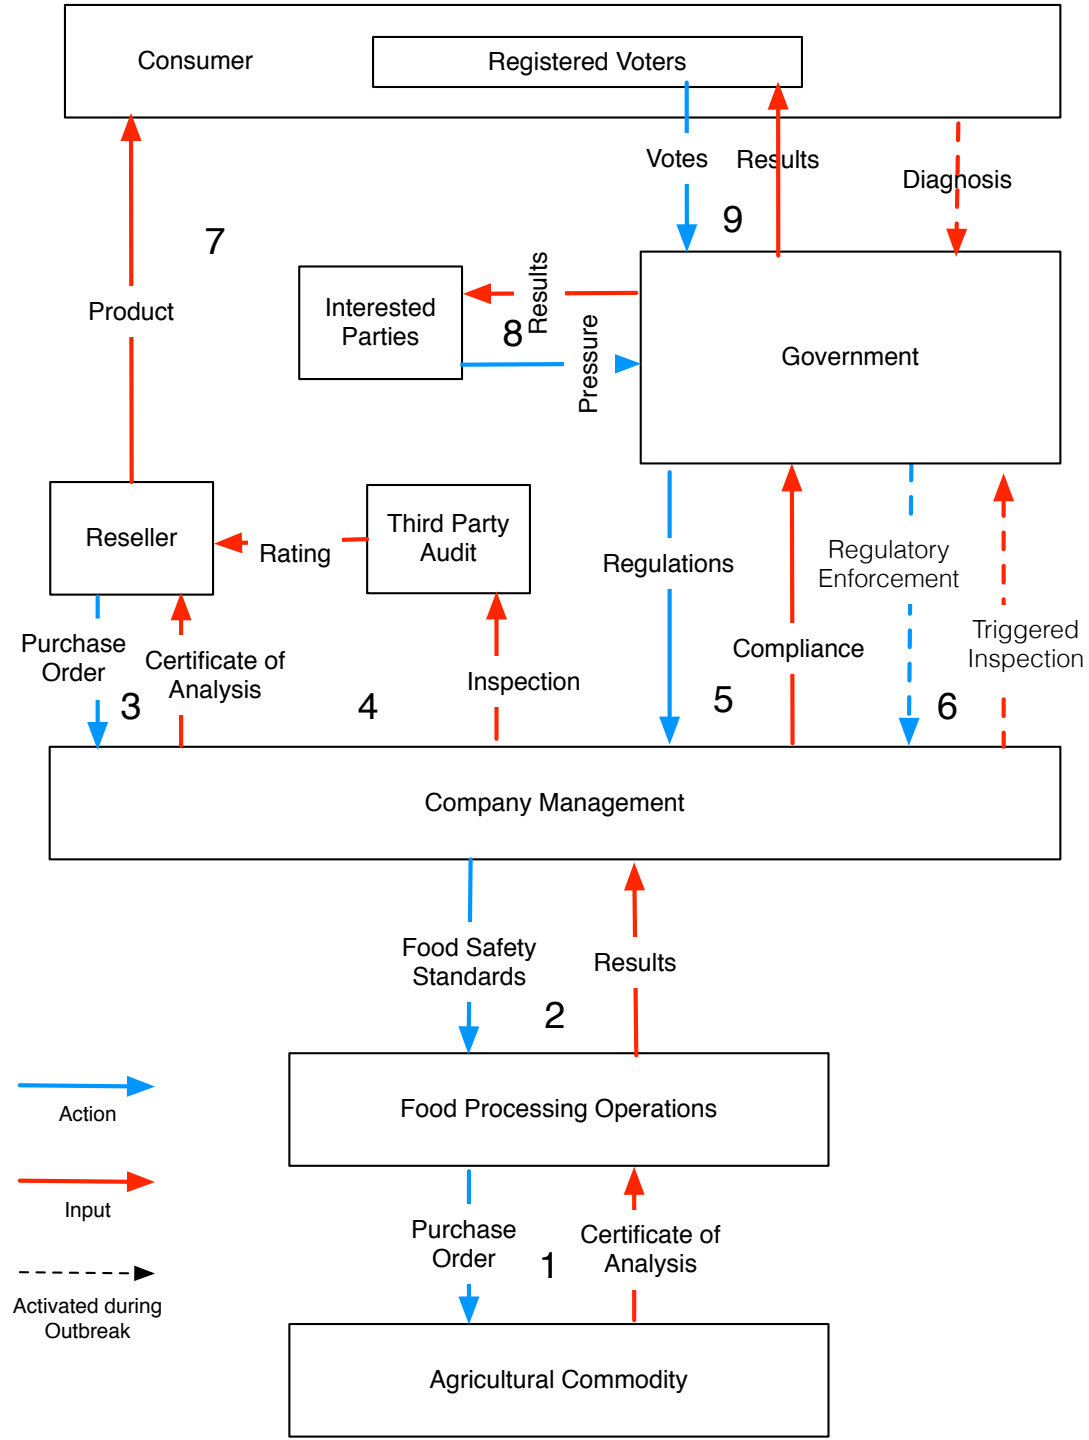 Consumer
Registered Voters
Votes
Results
Diagnosis
9
7
Interested
Parties
Results
8
Pressure
Government
Product
Reseller
Rating
Third Party
Audit
Regulations
Regulatory
Enforcement
Triggered
Inspection
Compliance
Purchase
Order
Certificate of
Analysis
Inspection
3
4
5
6
Company Management
Food Safety
Standards
Results
2
Food Processing Operations
Action
Input
Purchase
Order
1
Certificate of
Analysis
Activated during
Outbreak
Agricultural Commodity